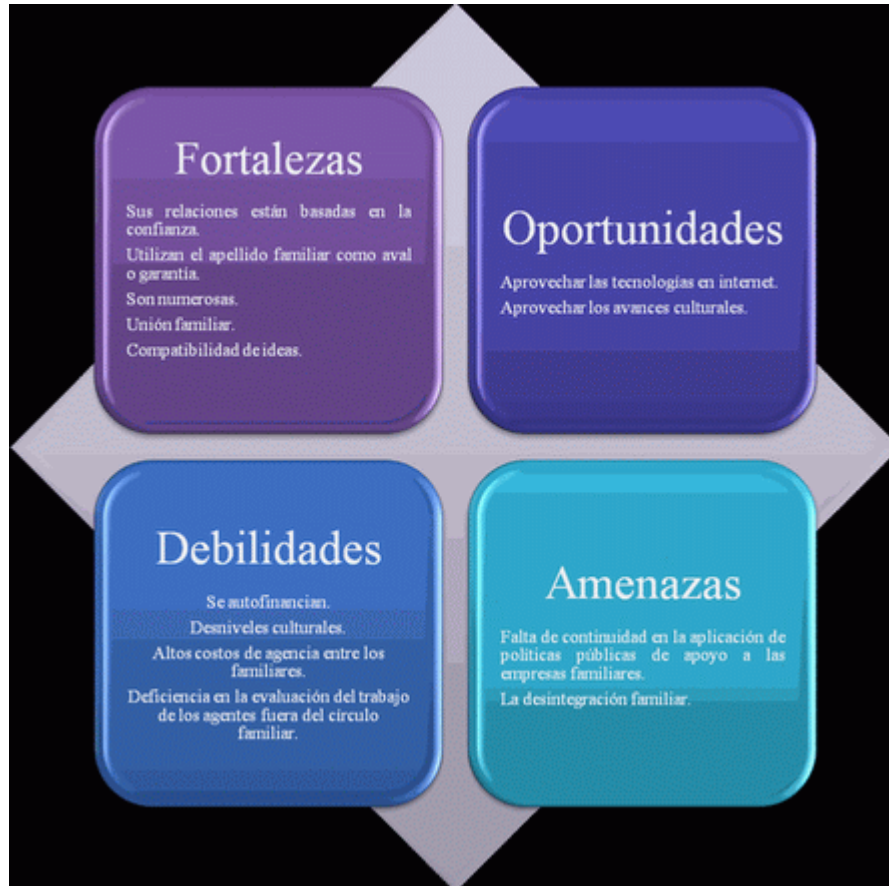 Fortalezas
Sus relaciones están basadas en la
confianza.
Utilizan el apellido familiar como aval
o garantía.
Son numerosas.
Unión familiar.
Compatibilidad de ideas.
Oportunidades
Aprovechar las tecnologías en internet.
Aprovechar los avances culturales.
Debilidades
Se autofinancian.
Desniveles culturales.
Altos costos de agencia entre los
familiares.
Deficiencia en la evaluación del trabajo
de los agentes fuera del círculo
familiar.
Amenazas
Falta de continuidad en la aplicación de
políticas públicas de apoyo a las
empresas familiares.
La desintegración familiar.